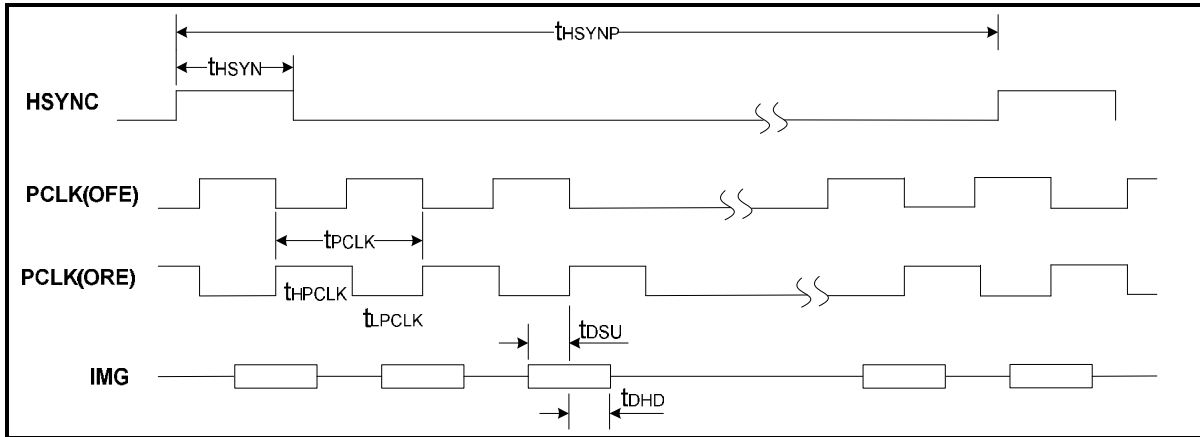 tHSYNP
tHSYN
HSYNC
PCLK(OFE)
tPCLK
PCLK(ORE)
tHPCLK
tLPCLK
tDSU
IMG
tDHD